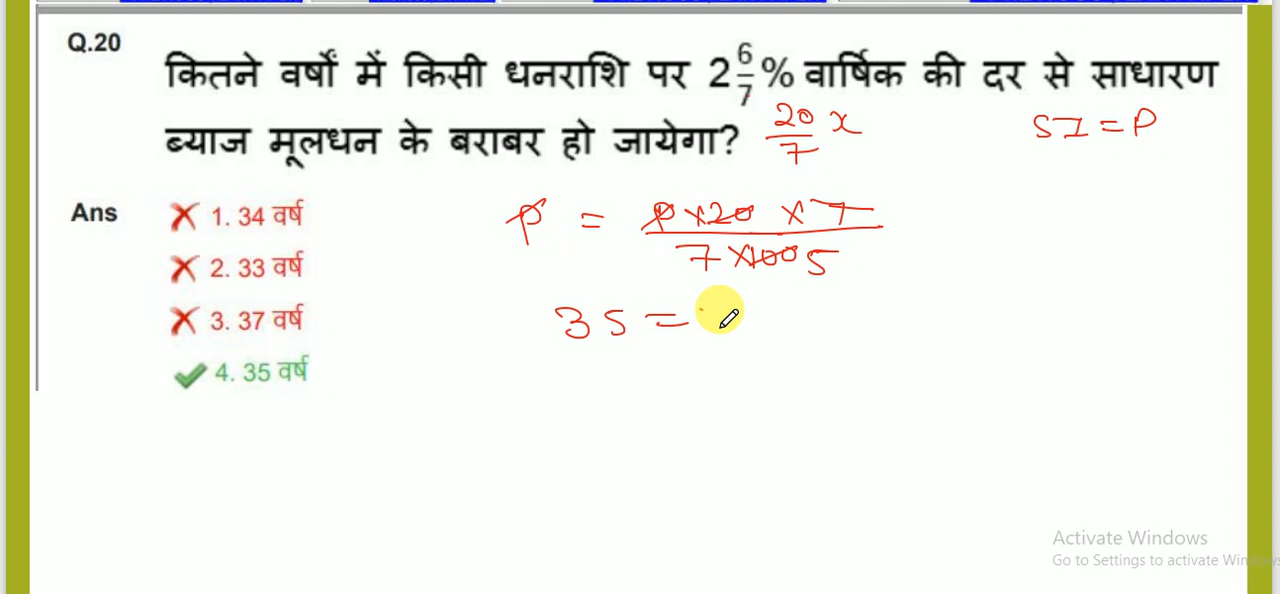 Q.20
कितने वर्षों में किसी धनराशि पर 2 6/7 % वार्षिक की दर से साधारण
ब्याज मूलधन के बराबर हो जायेगा? 20/7 x SI = P
Ans
1. 34 वर्ष
2. 33 वर्ष
3. 37 वर्ष
4. 35 वर्ष
P = P × 20 × T
7 × 100 5
35 =
Activate Windows
Go to Settings to activate Windows